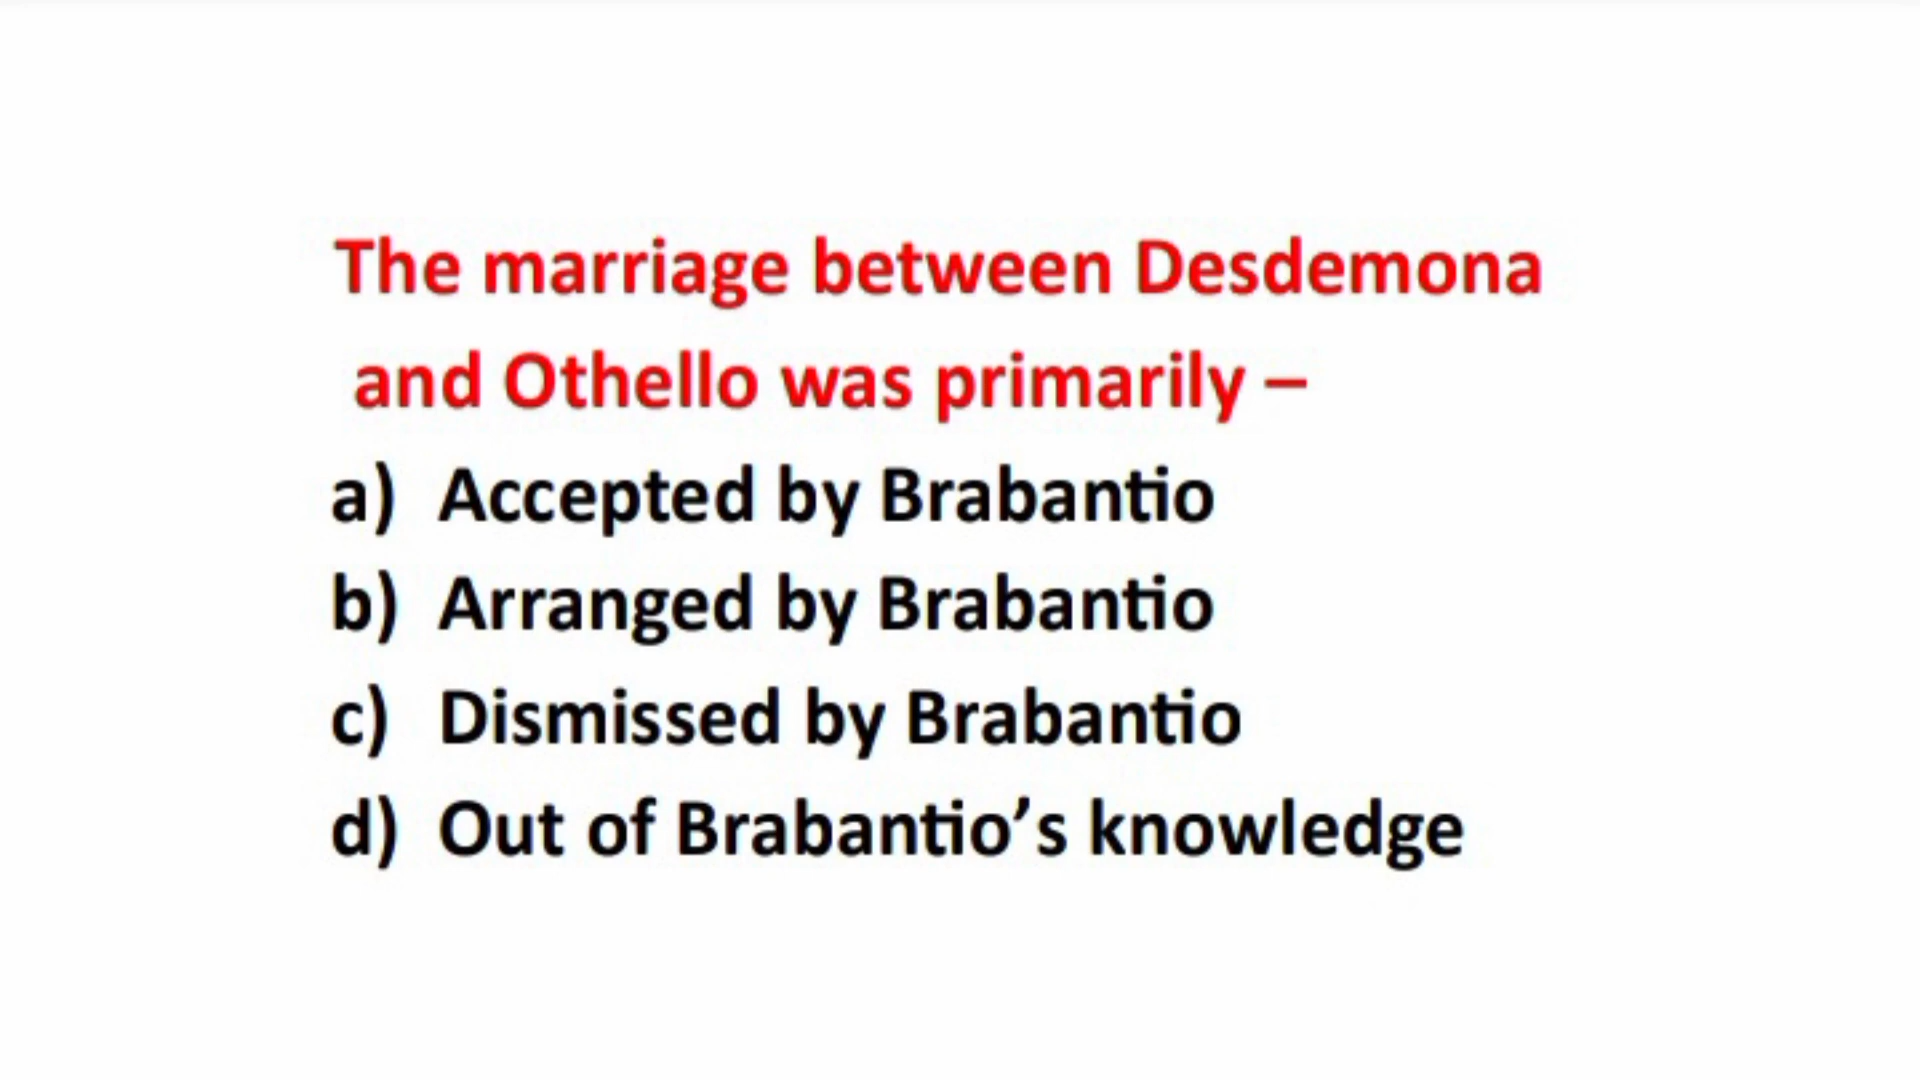 The marriage between Desdemona
and Othello was primarily –
a) Accepted by Brabantio
b) Arranged by Brabantio
c) Dismissed by Brabantio
d) Out of Brabantio’s knowledge